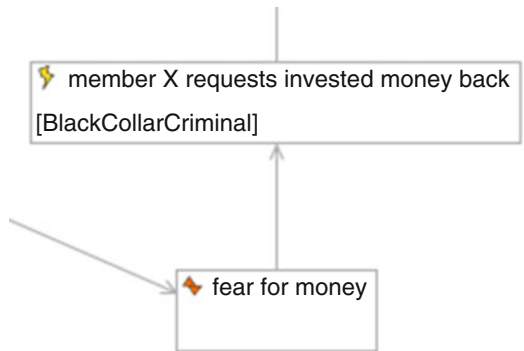 member X requests invested money back
[BlackCollarCriminal]
fear for money